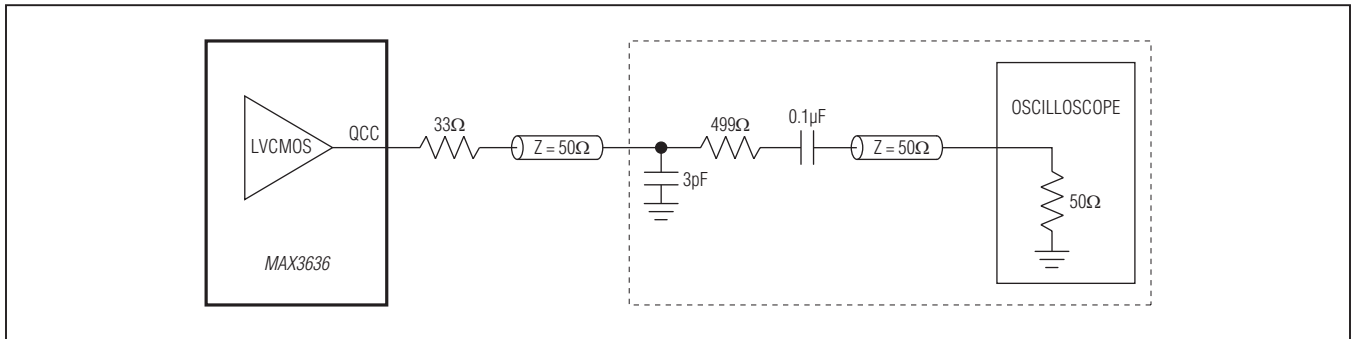 LVCMOS
QCC
MAX3636
33Ω
Z = 50Ω
3pF
499Ω
0.1µF
Z = 50Ω
OSCILLOSCOPE
50Ω